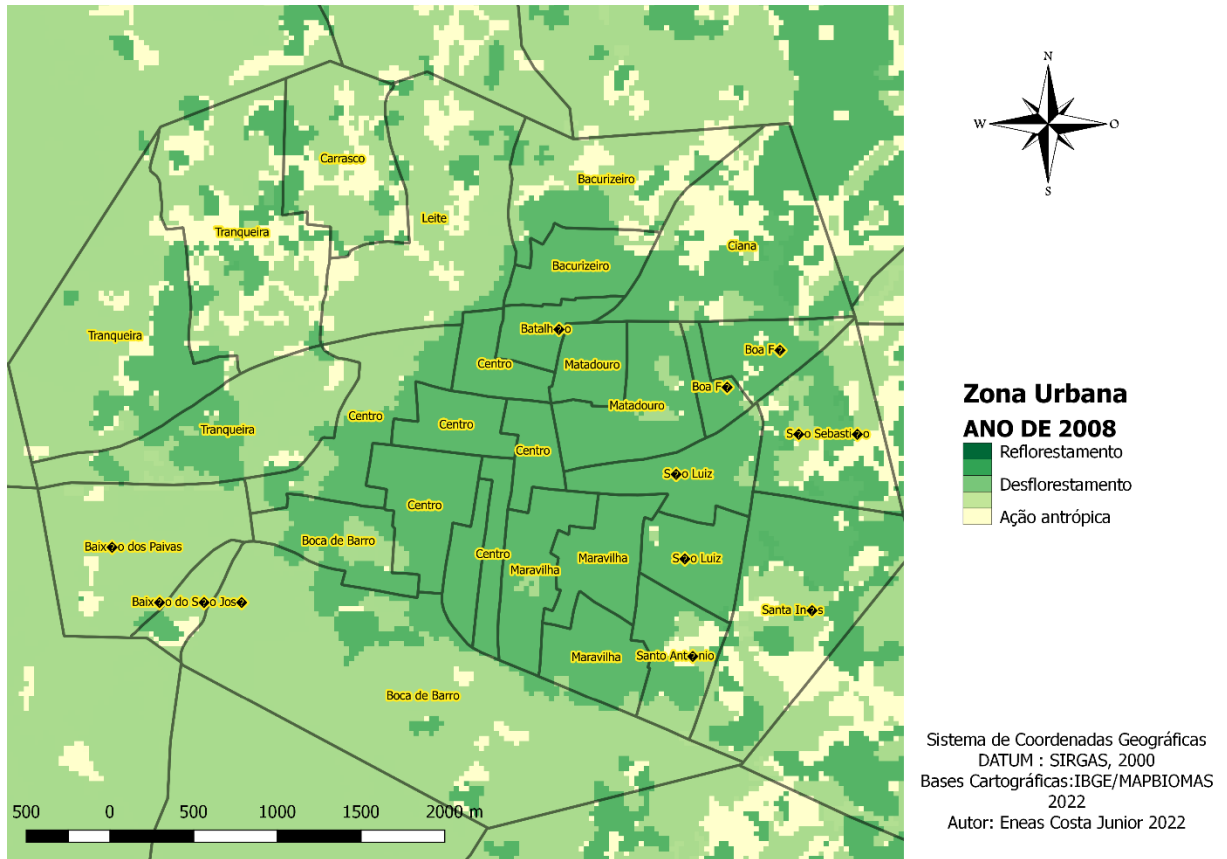 Carrasco
Bacurizeiro
Leite
Tranqueira
Ciana
Bacurizeiro
Batalh�o
Tranqueira
Boa F�
Centro
Matadouro
Boa F�
Matadouro
Centro
Centro
Tranqueira
Centro
S�o Sebasti�o
S�o Luiz
Centro
Boca de Barro
Baix�o dos Paivas
Centro
Maravilha
S�o Luiz
Maravilha
Baix�o do S�o Jos�
Santa In�s
Maravilha
Santo Ant�nio
Boca de Barro
500 0 500 1000 1500 2000 m
N
W O
S
Zona Urbana
ANO DE 2008
Reflorestamento
Desflorestamento
Ação antrópica
Sistema de Coordenadas Geográficas
DATUM : SIRGAS, 2000
Bases Cartográficas:IBGE/MAPBIOMAS
2022
Autor: Eneas Costa Junior 2022